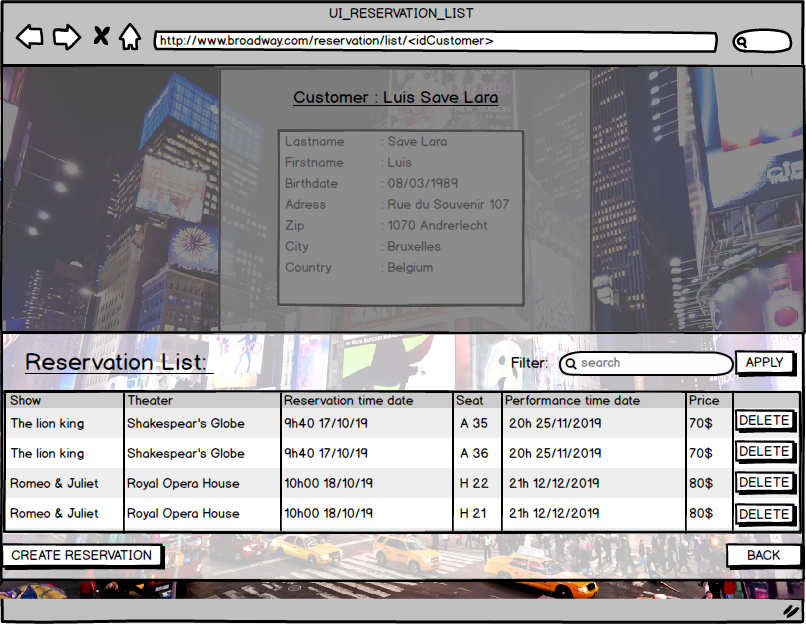 UI_RESERVATION_LIST
http://www.broadway.com/reservation/list/<idCustomer>
Customer : Luis Save Lara
Lastname : Save Lara
Firstname : Luis
Birthdate : 08/03/1989
Adress : Rue du Souvenir 107
Zip : 1070 Andrerlecht
City : Bruxelles
Country : Belgium
Reservation List:
Filter: search APPLY
Show Theater Reservation time date Seat Performance time date Price
The lion king Shakespear's Globe 9h40 17/10/19 A 35 20h 25/11/2019 70$ DELETE
The lion king Shakespear's Globe 9h40 17/10/19 A 36 20h 25/11/2019 70$ DELETE
Romeo & Juliet Royal Opera House 10h00 18/10/19 H 22 21h 12/12/2019 80$ DELETE
Romeo & Juliet Royal Opera House 10h00 18/10/19 H 21 21h 12/12/2019 80$ DELETE
CREATE RESERVATION BACK